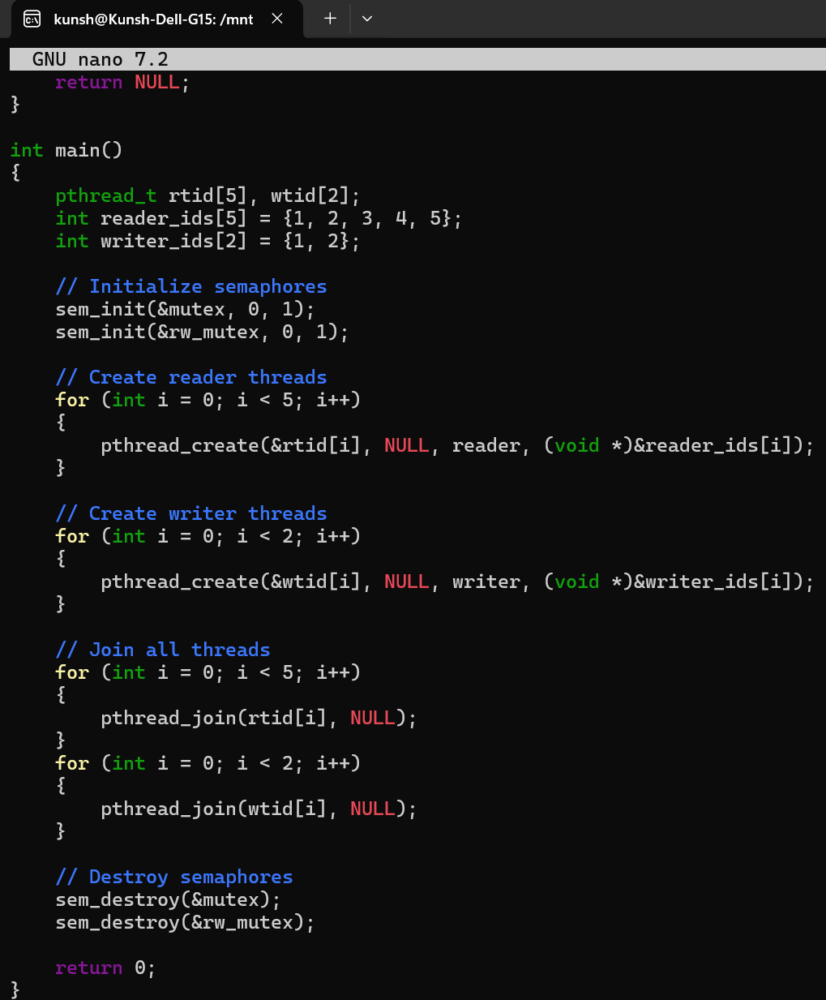 kunsh@Kunsh-Dell-G15: /mnt
GNU nano 7.2
    return NULL;
}

int main()
{
    pthread_t rtid[5], wtid[2];
    int reader_ids[5] = {1, 2, 3, 4, 5};
    int writer_ids[2] = {1, 2};

    // Initialize semaphores
    sem_init(&mutex, 0, 1);
    sem_init(&rw_mutex, 0, 1);

    // Create reader threads
    for (int i = 0; i < 5; i++)
    {
        pthread_create(&rtid[i], NULL, reader, (void *)&reader_ids[i]);
    }

    // Create writer threads
    for (int i = 0; i < 2; i++)
    {
        pthread_create(&wtid[i], NULL, writer, (void *)&writer_ids[i]);
    }

    // Join all threads
    for (int i = 0; i < 5; i++)
    {
        pthread_join(rtid[i], NULL);
    }
    for (int i = 0; i < 2; i++)
    {
        pthread_join(wtid[i], NULL);
    }

    // Destroy semaphores
    sem_destroy(&mutex);
    sem_destroy(&rw_mutex);

    return 0;
}